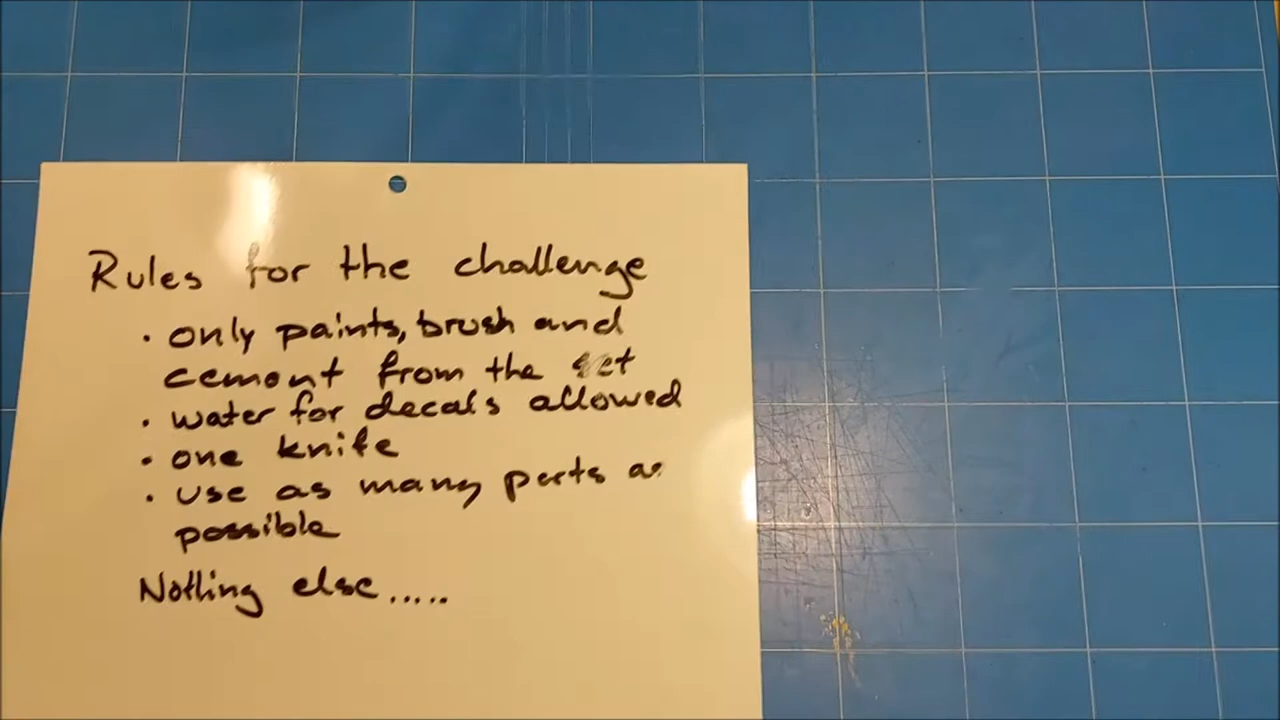 Rules for the challenge
· only paints, brush and
cement from the set
· water for decals allowed
· one knife
· use as many parts as
possible
Nothing else.....